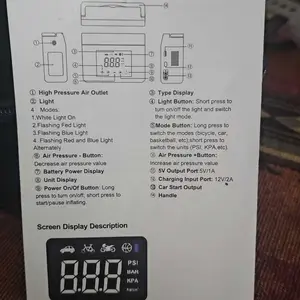 ① High Pressure Air Outlet
② Light
4 Modes:
1.White Light On
2.Flashing Fed Light
3.Flashing Blue Light
4 .Flashing Red and Blue Light
Alternately
⑥ Air Pressure - Button:
Decrease air pressure value
⑦ Battery Power Display
⑧ Unit Display
⑨ Power On/Off Button: Long
press to turn on/off, short press to
start/pause inflating.
③ Type Display
④ Light Button: Short press to
turn on/off the light and switch
the light mode.
⑤Mode Button: Long press to
switch the modes (bicycle, car,
basketball, etc) short press to
switch the units (PSI, KPA,etc).
⑩ Air Pressure +Button:
Increase air pressure value
⑪ 5V Output Port:5V/1A
⑫ Charging Input Port: 12V/2A
⑬ Car Start Output
⑭ Handle
Screen Display Description
888
PSI
BAR
KPA